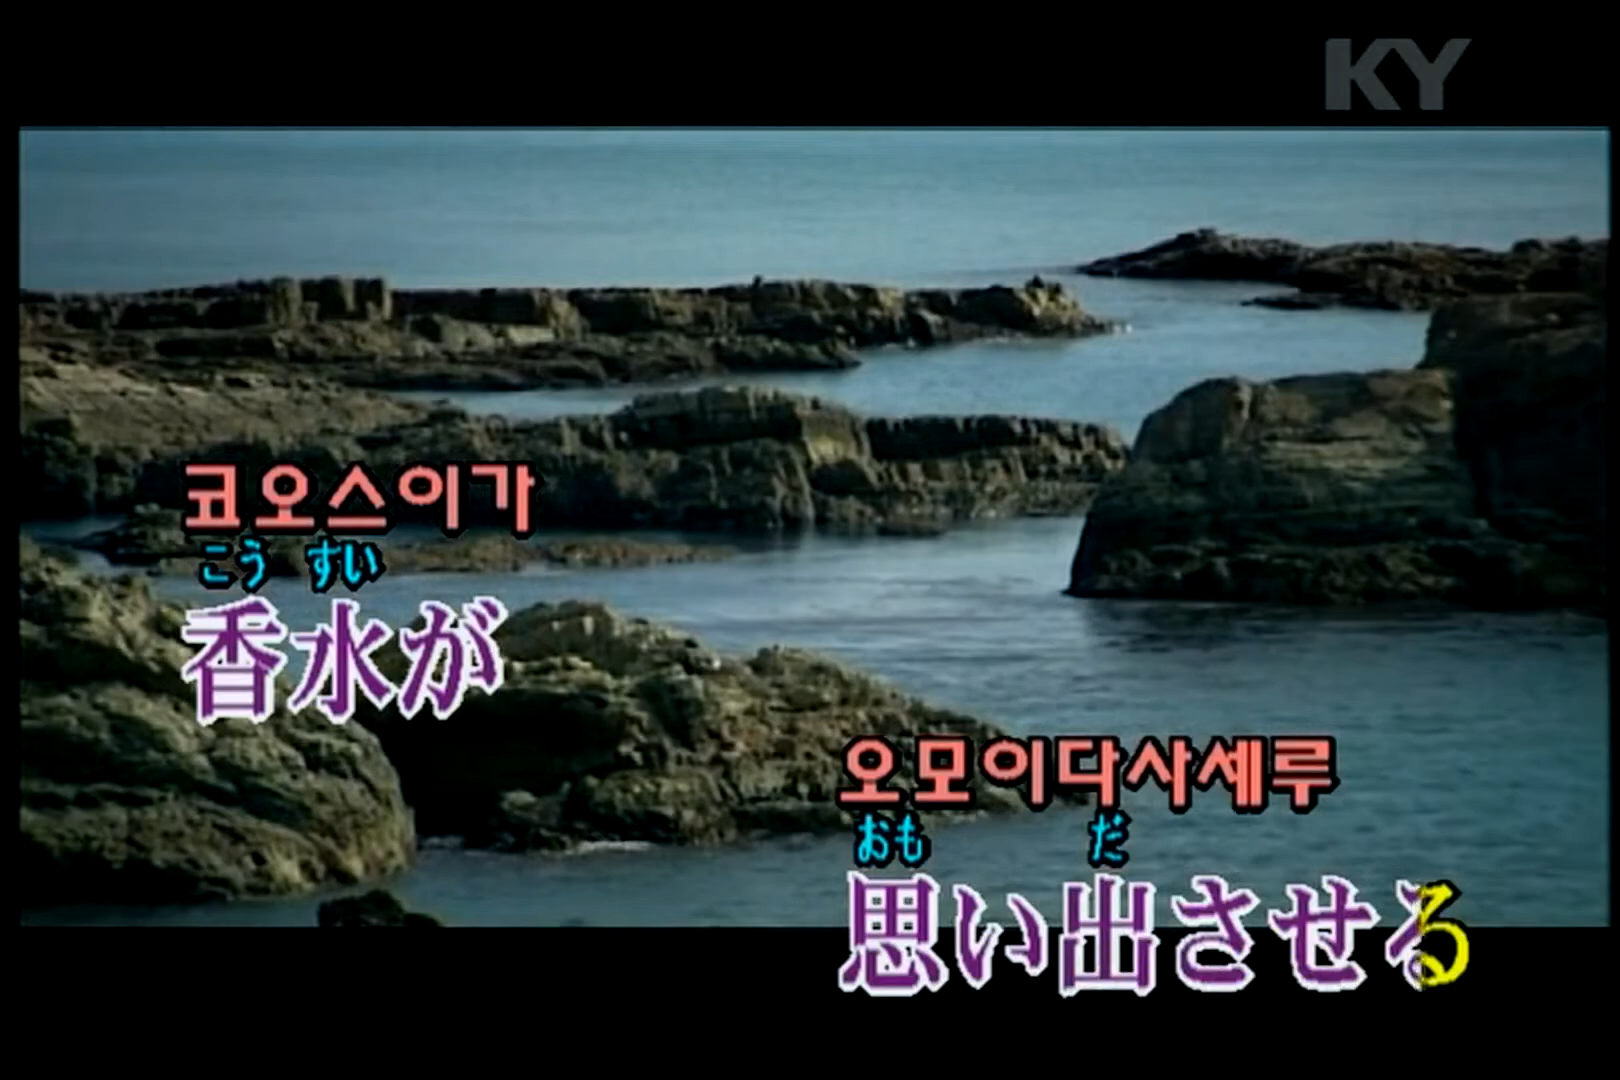 KY
코오스이가
こう すい
香水が
오모이다사세루
おも だ
思い出させる